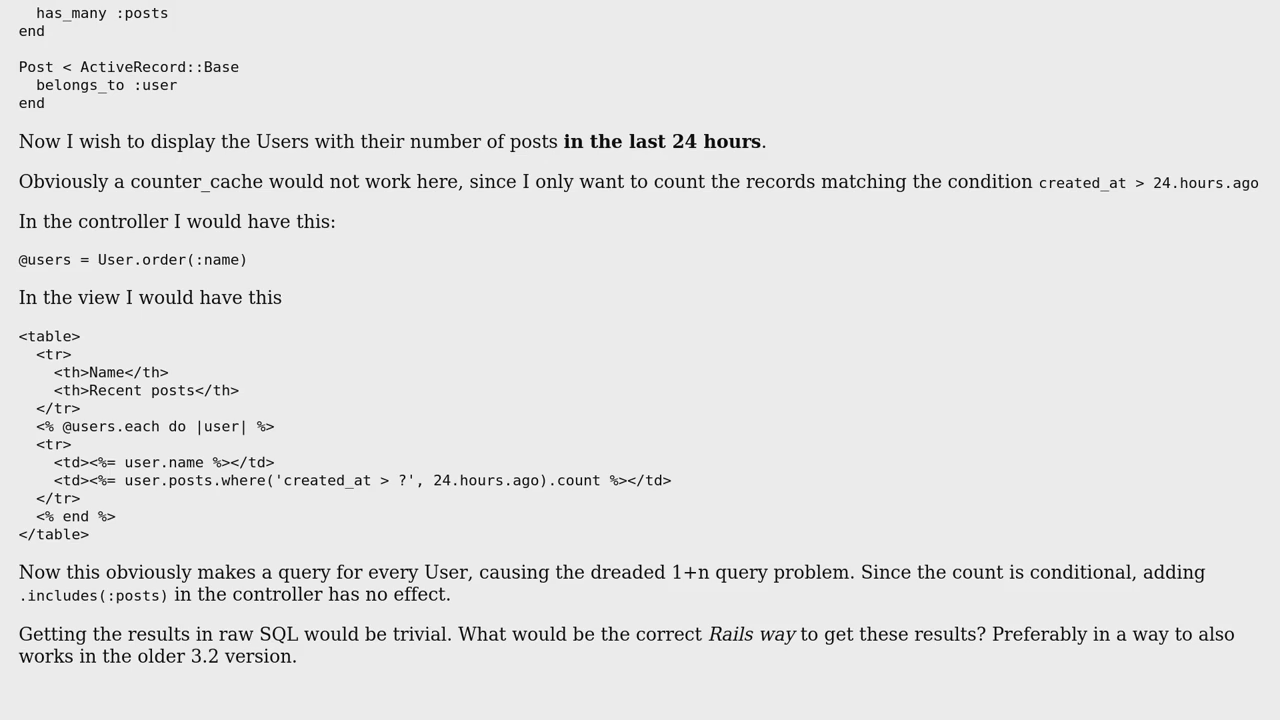 has_many :posts
end
Post < ActiveRecord::Base
belongs_to :user
end
Now I wish to display the Users with their number of posts in the last 24 hours.
Obviously a counter_cache would not work here, since I only want to count the records matching the condition created_at > 24.hours.ago
In the controller I would have this:
@users = User.order(:name)
In the view I would have this
<table>
<tr>
<th>Name</th>
<th>Recent posts</th>
</tr>
<% @users.each do |user| %>
<tr>
<td><%= user.name %></td>
<td><%= user.posts.where('created_at > ?', 24.hours.ago).count %></td>
</tr>
<% end %>
</table>
Now this obviously makes a query for every User, causing the dreaded 1+n query problem. Since the count is conditional, adding
.includes(:posts) in the controller has no effect.
Getting the results in raw SQL would be trivial. What would be the correct Rails way to get these results? Preferably in a way to also
works in the older 3.2 version.